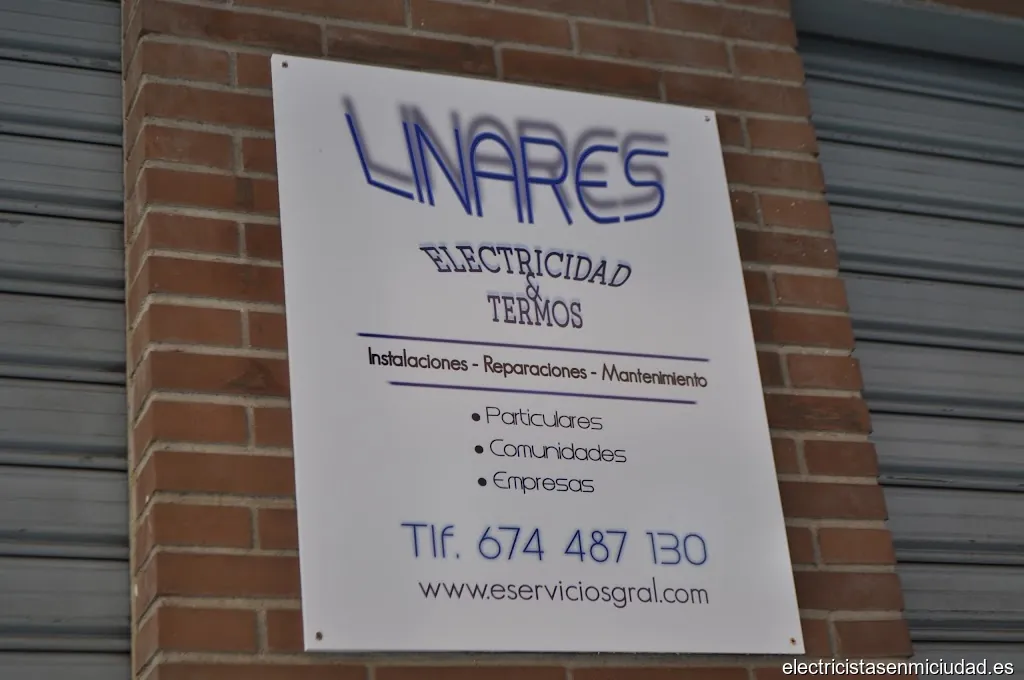 LINARES
ELECTRICIDAD
&
TERMOS
Instalaciones - Reparaciones - Mantenimiento
• Particulares
• Comunidades
• Empresas
Tlf. 674 487 130
www.eserviciosgral.com
electricistasenmiciudad.es